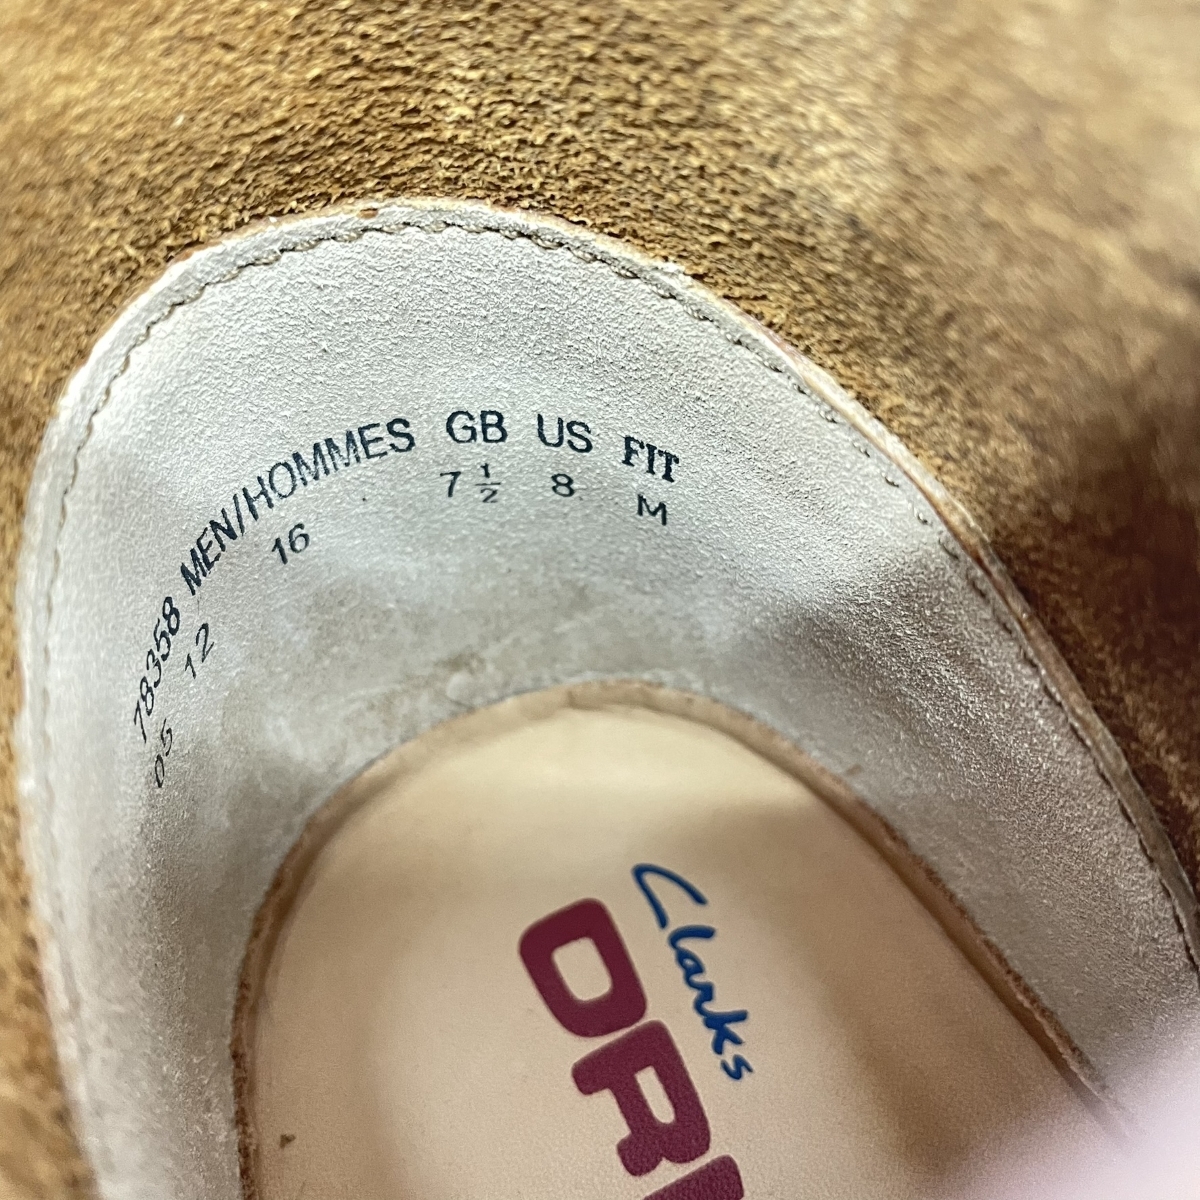 78358 MEN/HOMMES GB US FIT
05 12 16 7½ 8 M
Clarks
ORI